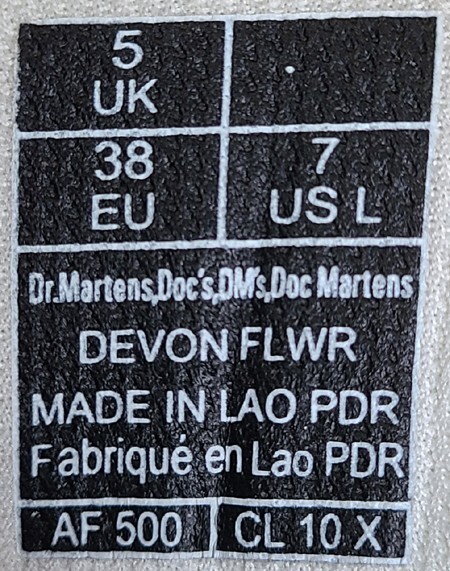 5
UK
.
38
EU
7
US L
Dr.Martens,Doc's,DM's,Doc Martens
DEVON FLWR
MADE IN LAO PDR
Fabriqué en Lao PDR
AF 500
CL 10 X